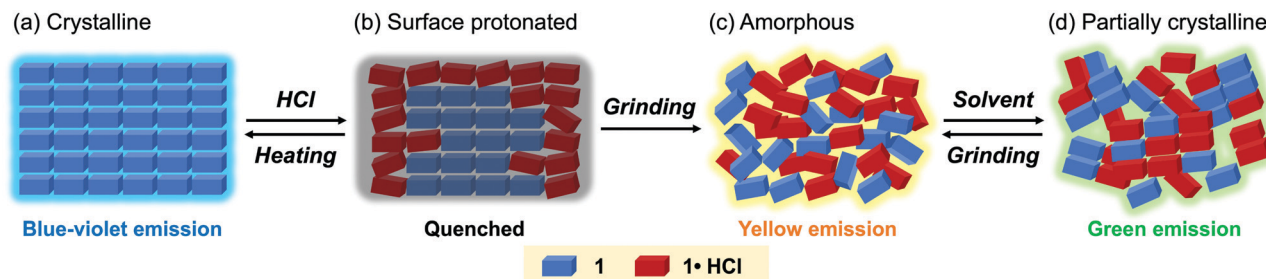 (a) Crystalline
(b) Surface protonated
(c) Amorphous
(d) Partially crystalline
HCl
Heating
Grinding
Solvent
Grinding
Blue-violet emission
Quenched
Yellow emission
Green emission
1
1• HCl